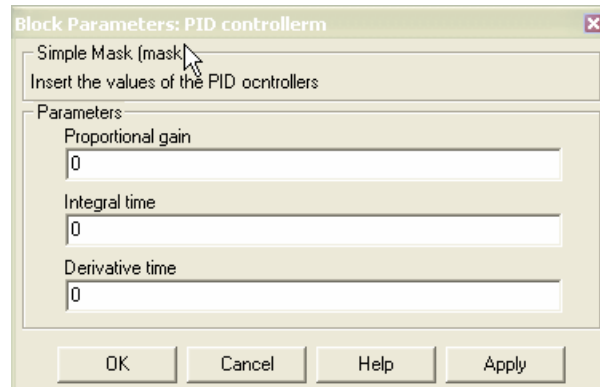 Block Parameters: PID controllerm
Simple Mask (mask)
Insert the values of the PID ocntrollers
Parameters
Proportional gain
0
Integral time
0
Derivative time
0
OK
Cancel
Help
Apply